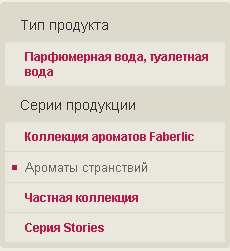 Тип продукта
Парфюмерная вода, туалетная
вода
Серии продукции
Коллекция ароматов Faberlic
Ароматы странствий
Частная коллекция
Серия Stories